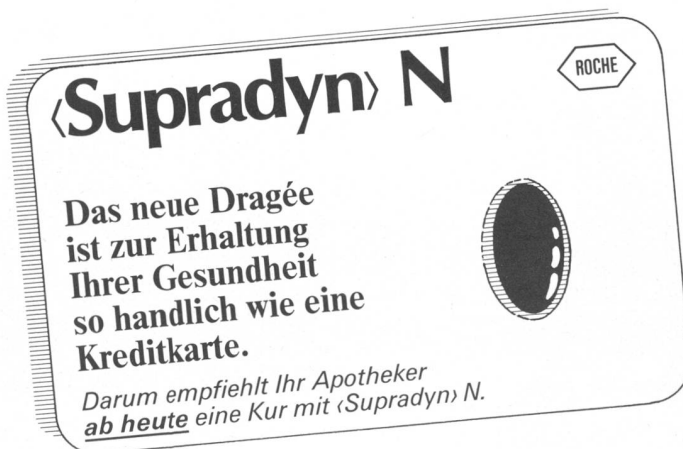 ‹Supradyn› N
ROCHE
Das neue Dragée
ist zur Erhaltung
Ihrer Gesundheit
so handlich wie eine
Kreditkarte.
Darum empfiehlt Ihr Apotheker
ab heute eine Kur mit ‹Supradyn› N.